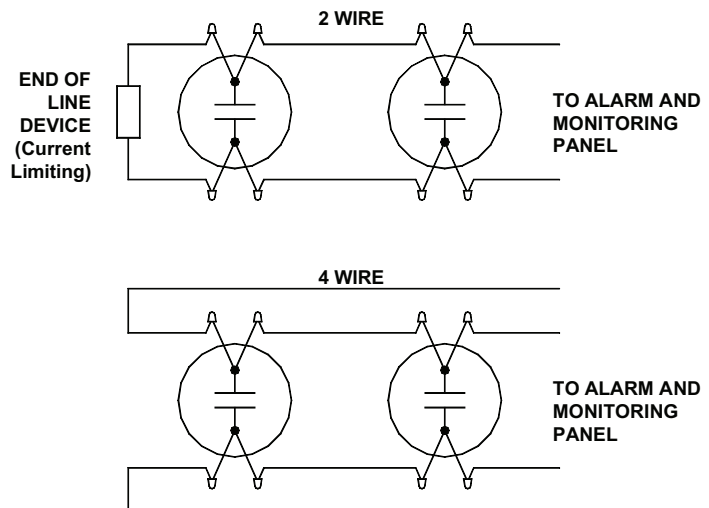 2 WIRE
END OF
LINE
DEVICE
(Current
Limiting)
TO ALARM AND
MONITORING
PANEL
4 WIRE
TO ALARM AND
MONITORING
PANEL